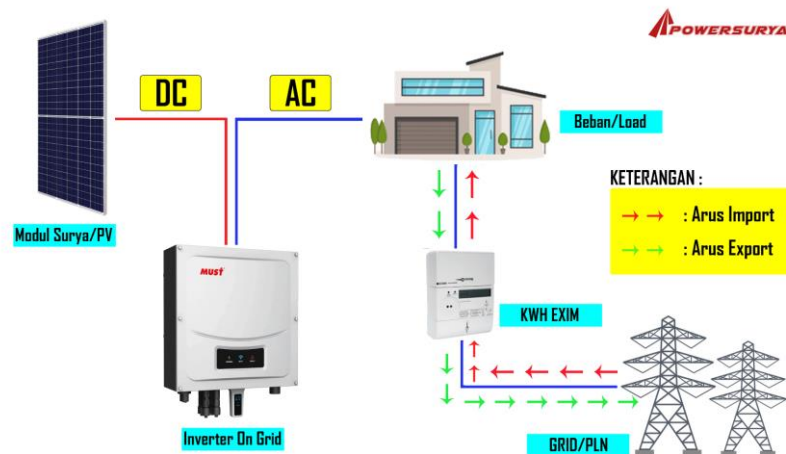 POWERSURYA
DC
AC
Beban/Load
KETERANGAN :
: Arus Import
: Arus Export
Modul Surya/PV
MUST
KWH EXIM
Inverter On Grid
GRID/PLN